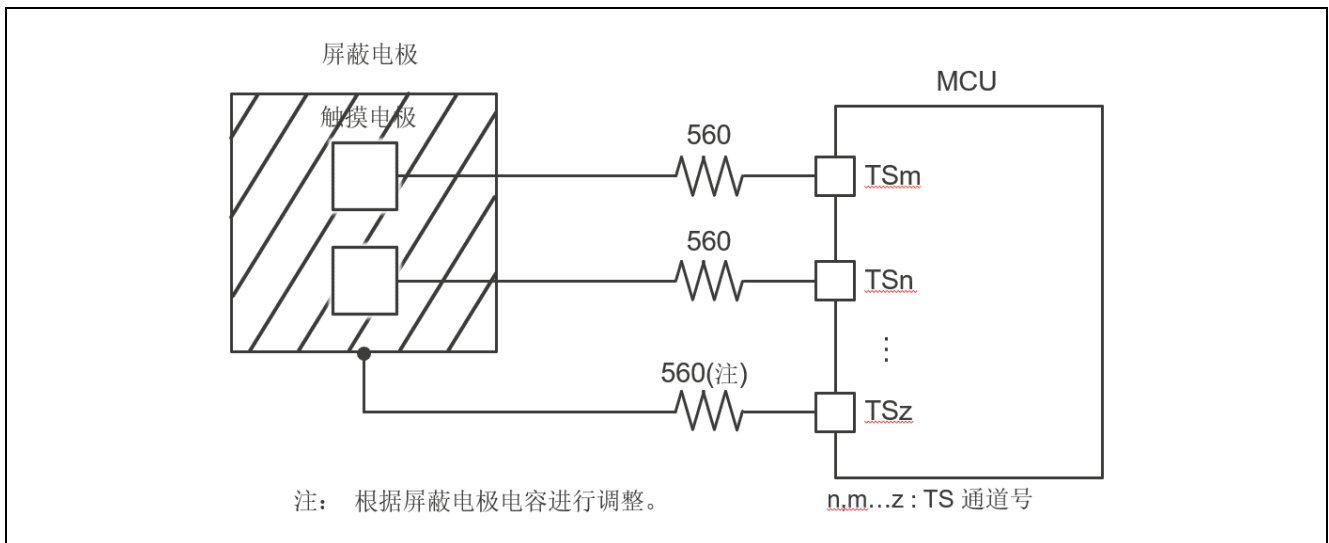 屏蔽电极
MCU
触摸电极
560
TSm
560
TSn
⋮
560(注)
TSz
注： 根据屏蔽电极电容进行调整。
n,m…z : TS 通道号